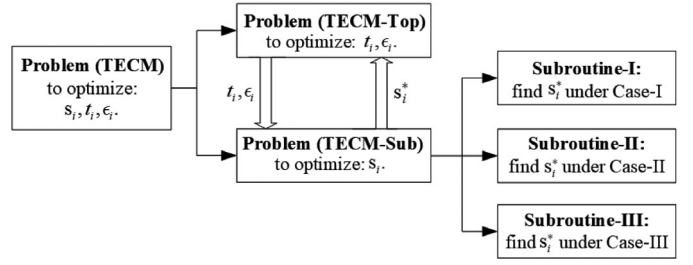 Problem (TECM)
to optimize:
s_i, t_i, ϵ_i.
Problem (TECM-Top)
to optimize: t_i, ϵ_i.
t_i, ϵ_i
s_i^*
Problem (TECM-Sub)
to optimize: s_i.
Subroutine-I:
find s_i^* under Case-I
Subroutine-II:
find s_i^* under Case-II
Subroutine-III:
find s_i^* under Case-III